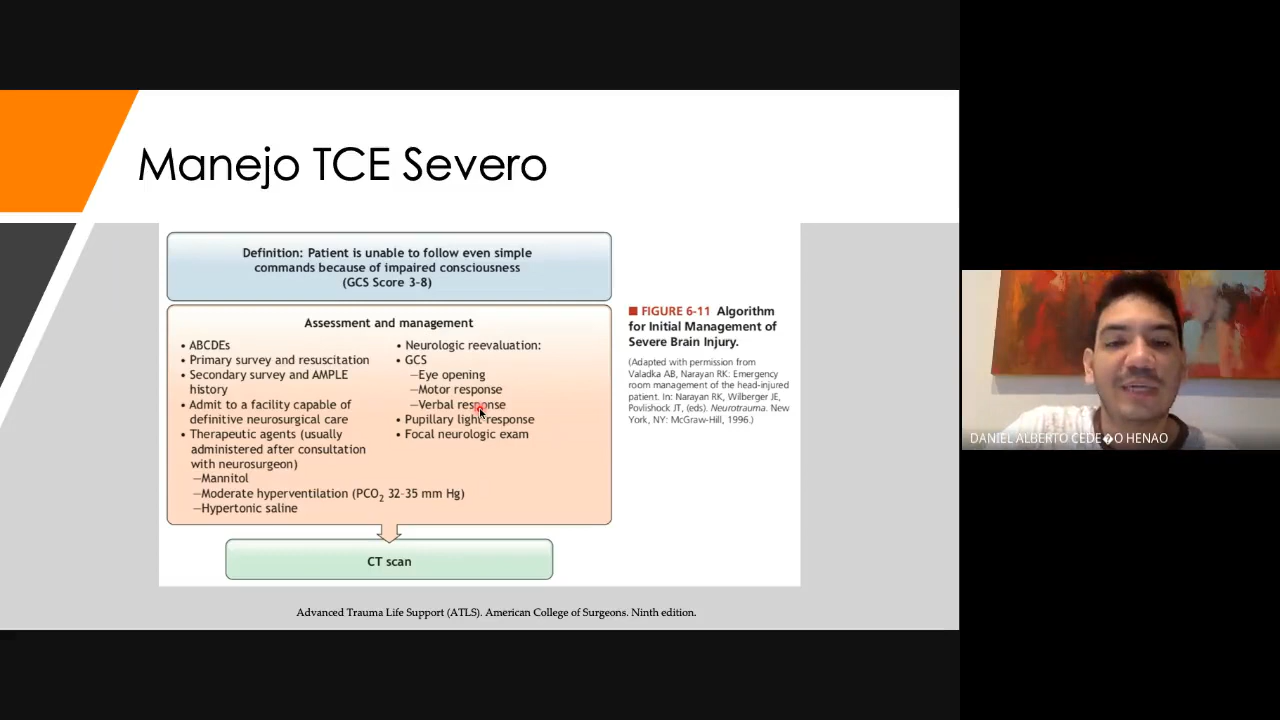 Manejo TCE Severo
Definition: Patient is unable to follow even simple
commands because of impaired consciousness
(GCS Score 3-8)
Assessment and management
• ABCDEs
• Primary survey and resuscitation
• Secondary survey and AMPLE
history
• Admit to a facility capable of
definitive neurosurgical care
• Therapeutic agents (usually
administered after consultation
with neurosurgeon)
—Mannitol
—Moderate hyperventilation (PCO2 32-35 mm Hg)
—Hypertonic saline
• Neurologic reevaluation:
• GCS
—Eye opening
—Motor response
—Verbal response
• Pupillary light response
• Focal neurologic exam
CT scan
■ FIGURE 6-11 Algorithm
for Initial Management of
Severe Brain Injury.
(Adapted with permission from
Valadka AB, Narayan RK: Emergency
room management of the head-injured
patient. In: Narayan RK, Wilberger JE,
Povlishock JT, (eds). Neurotrauma. New
York, NY: McGraw-Hill, 1996.)
Advanced Trauma Life Support (ATLS). American College of Surgeons. Ninth edition.
DANIEL ALBERTO CEDE�O HENAO